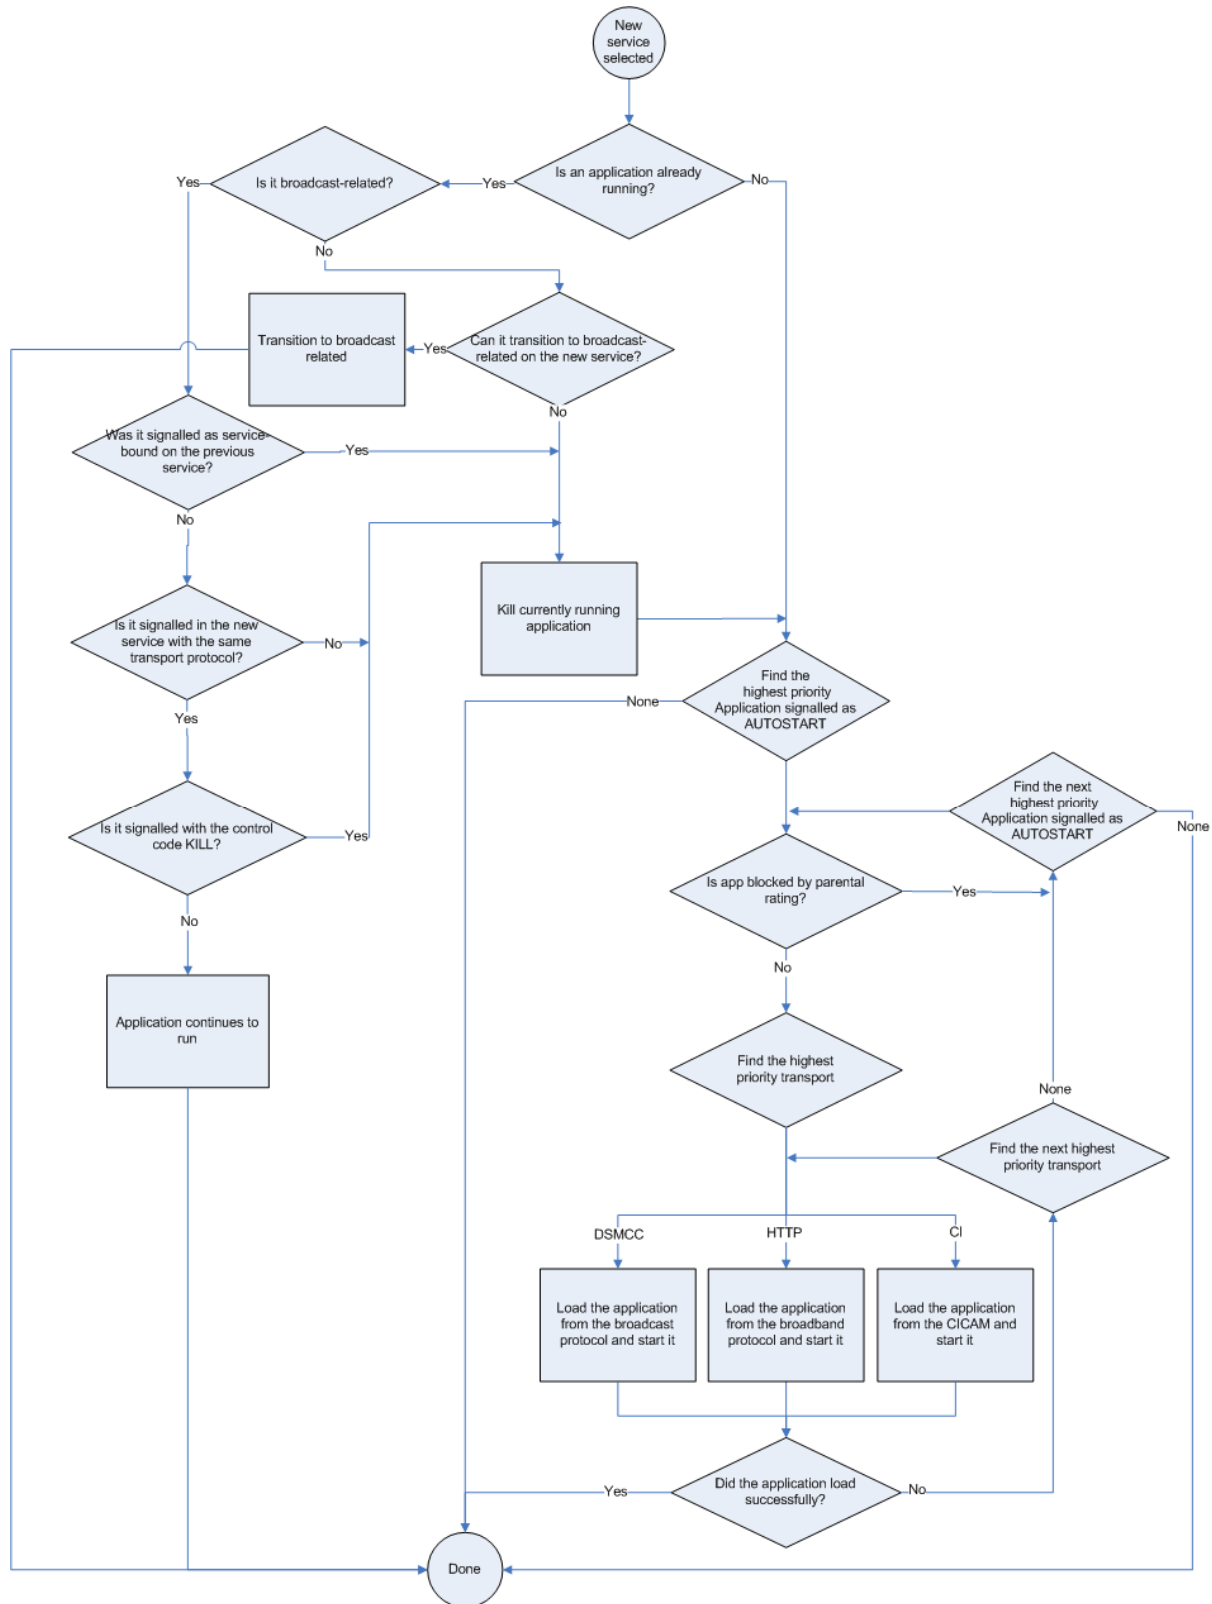 New
service
selected
Is an application already
running?
Yes
No
Is it broadcast-related?
Yes
No
Can it transition to broadcast-
related on the new service?
Yes
No
Transition to broadcast
related
Was it signalled as service-
bound on the previous
service?
Yes
No
Is it signalled in the new
service with the same
transport protocol?
No
Yes
Kill currently running
application
Find the
highest priority
Application signalled as
AUTOSTART
None
Is it signalled with the control
code KILL?
Yes
No
Find the next
highest priority
Application signalled as
AUTOSTART
None
Is app blocked by parental
rating?
Yes
No
Application continues to
run
Find the highest
priority transport
None
Find the next highest
priority transport
DSMCC
HTTP
CI
Load the application
from the broadcast
protocol and start it
Load the application
from the broadband
protocol and start it
Load the application
from the CICAM and
start it
Did the application load
successfully?
Yes
No
Done